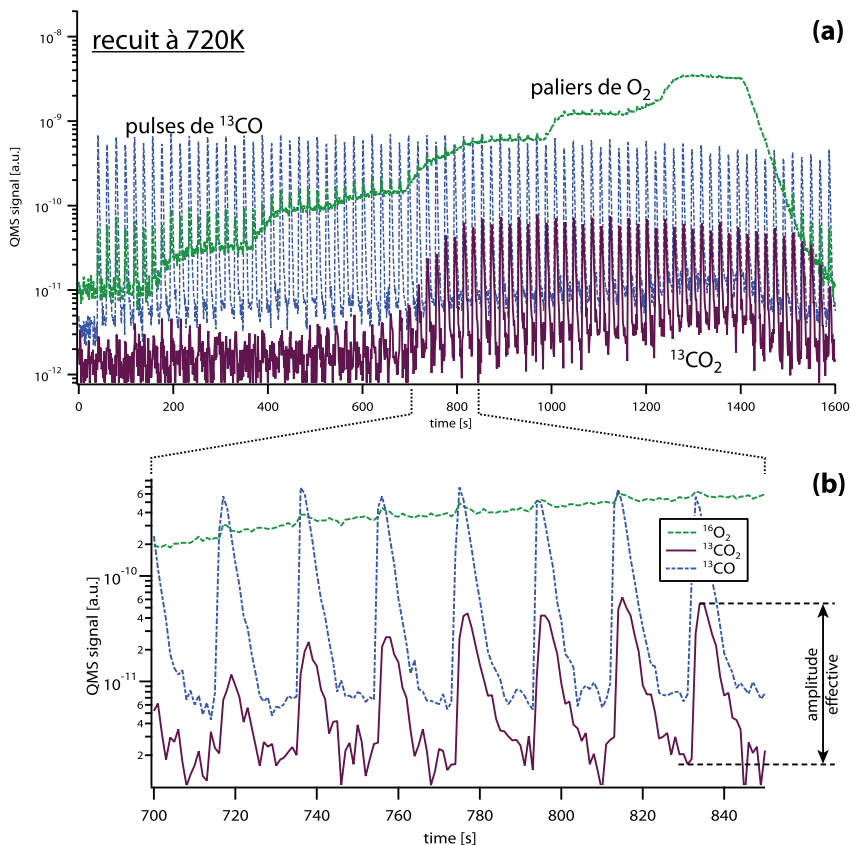 recuit à 720K
(a)
paliers de O₂
pulses de ¹³CO
¹³CO₂
QMS signal [a.u.]
10⁻⁸
10⁻⁹
10⁻¹⁰
10⁻¹¹
10⁻¹²
0 200 400 600 800 1000 1200 1400 1600
time [s]
(b)
¹⁶O₂
¹³CO₂
¹³CO
QMS signal [a.u.]
6
4
2
10⁻¹⁰
6
4
2
10⁻¹¹
6
4
2
amplitude
effective
700 720 740 760 780 800 820 840
time [s]